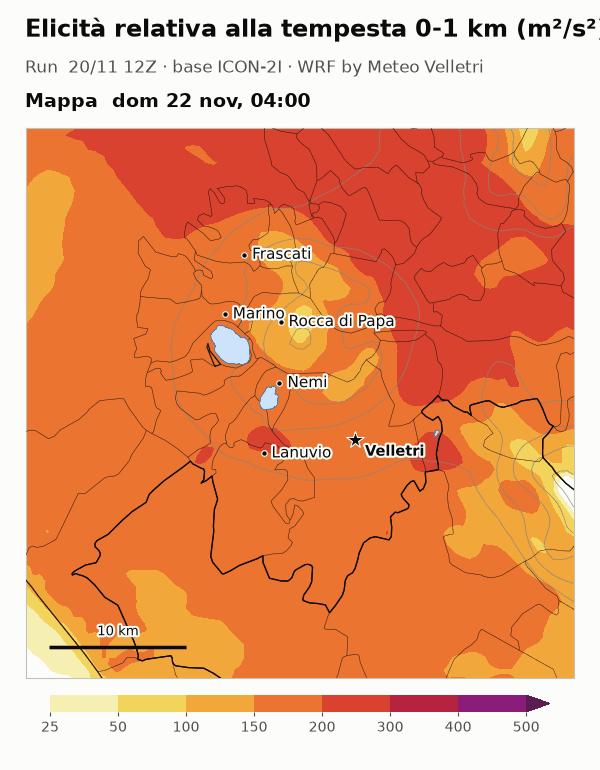 Elicità relativa alla tempesta 0-1 km (m²/s²)
Run 20/11 12Z · base ICON-2I · WRF by Meteo Velletri
Mappa dom 22 nov, 04:00
Frascati
Marino
Rocca di Papa
Nemi
Velletri
Lanuvio
10 km
25 50 100 150 200 300 400 500